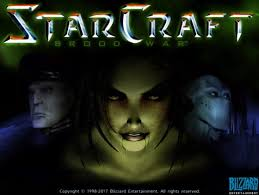 STARCRAFT
BROOD WAR
Copyright © 1998-2017 Blizzard Entertainment. All rights reserved.
BLIZZARD
ENTERTAINMENT